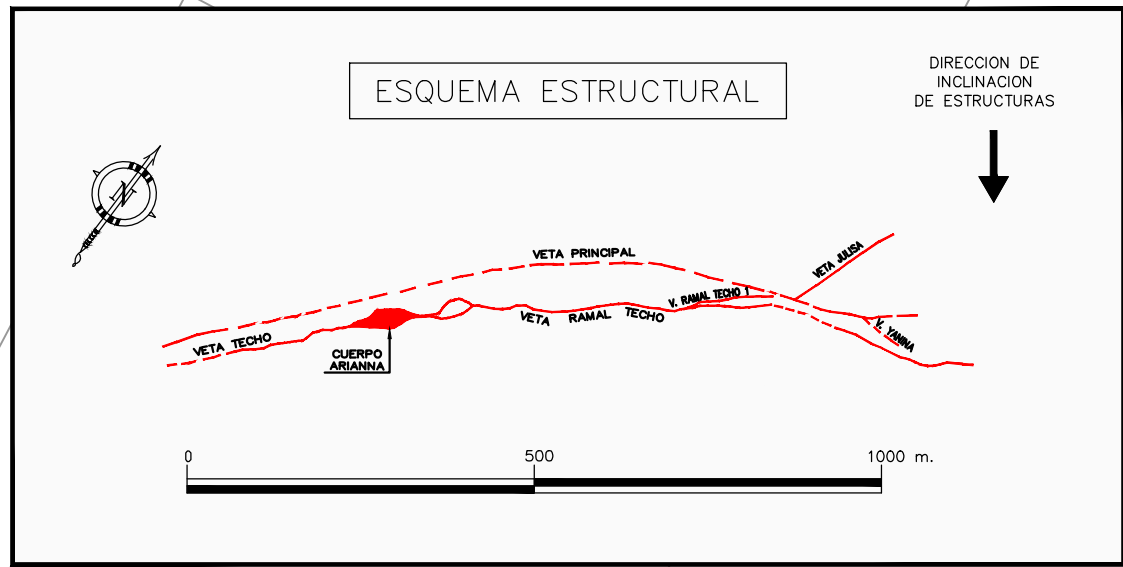 ESQUEMA ESTRUCTURAL
DIRECCION DE
INCLINACION
DE ESTRUCTURAS
N
VETA PRINCIPAL
VETA JULISA
V. RAMAL TECHO 1
VETA RAMAL TECHO
V. YANINA
VETA TECHO
CUERPO
ARIANNA
0 500 1000 m.